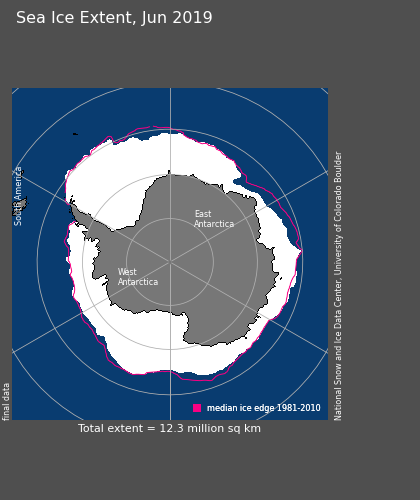 Sea Ice Extent, Jun 2019
South America
East
Antarctica
West
Antarctica
National Snow and Ice Data Center, University of Colorado Boulder
final data
median ice edge 1981-2010
Total extent = 12.3 million sq km